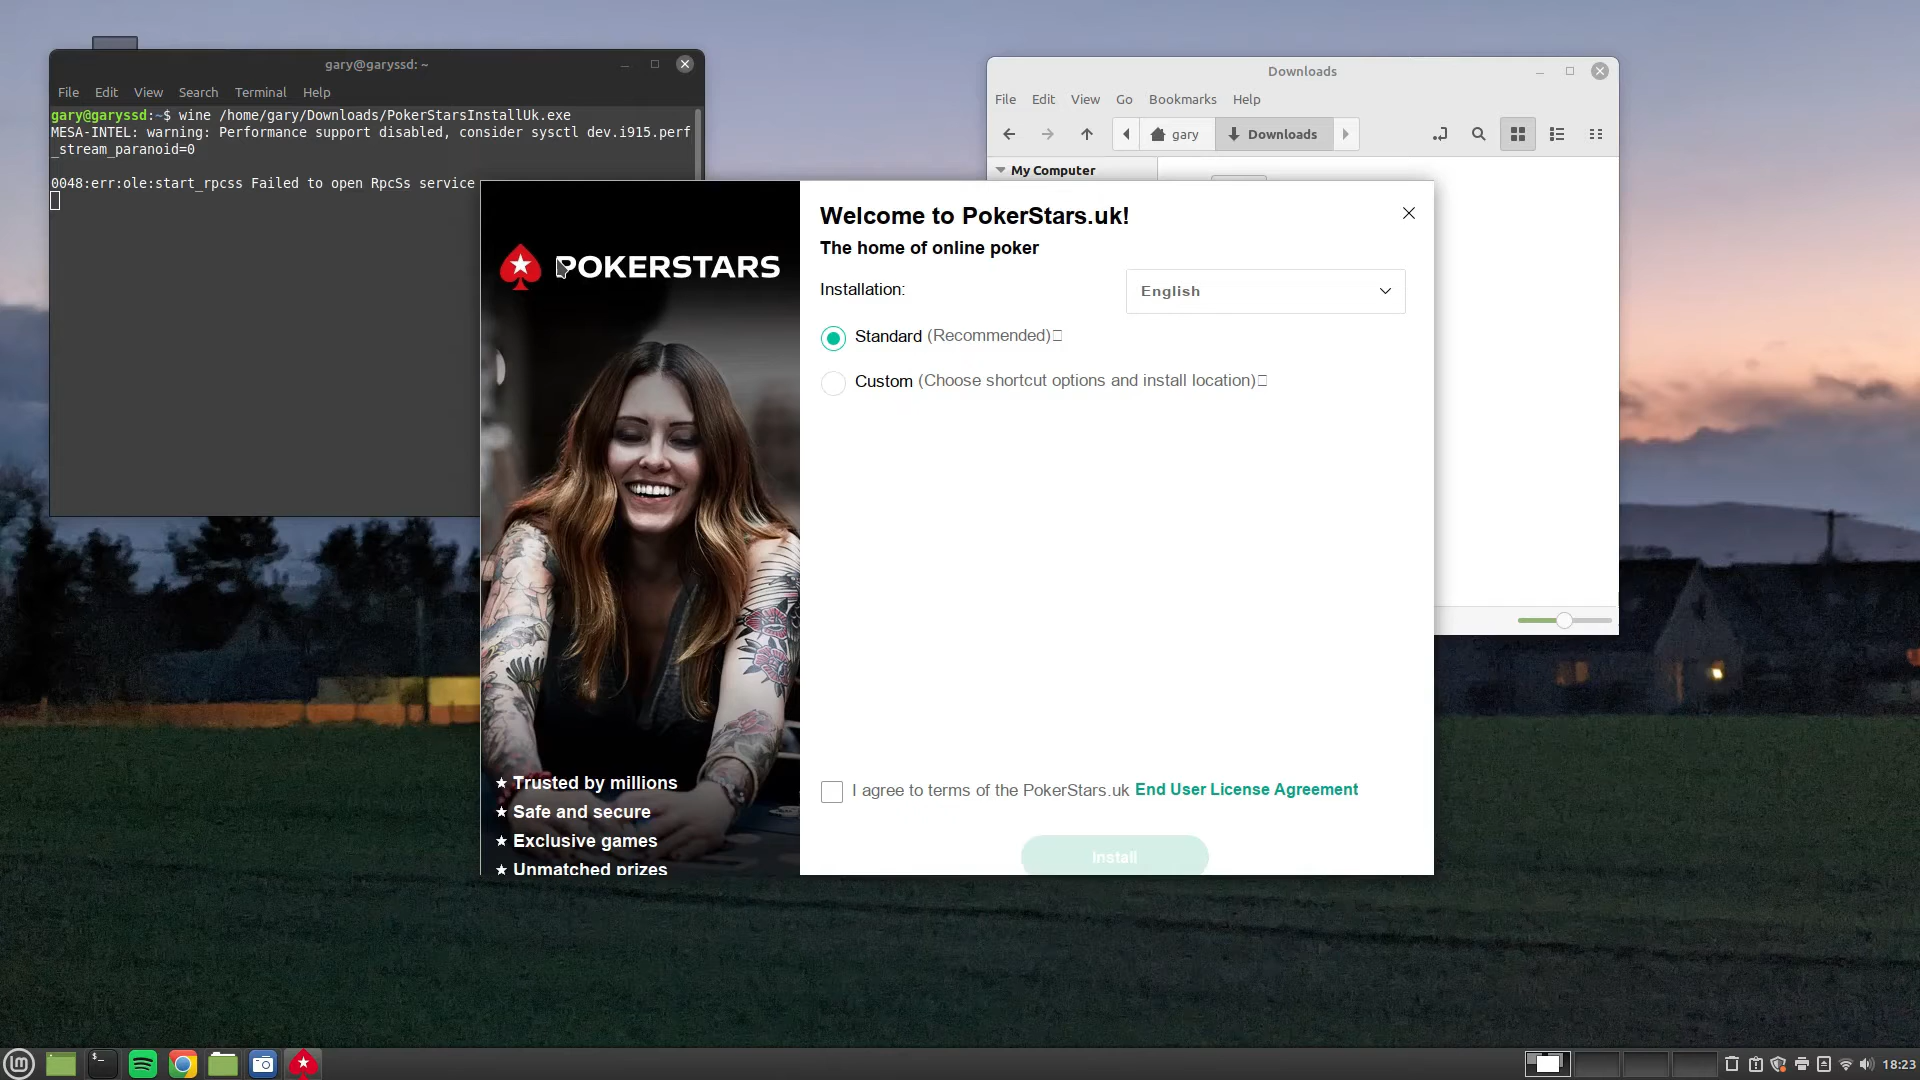 gary@garyssd: ~
File Edit View Search Terminal Help
gary@garyssd:~$ wine /home/gary/Downloads/PokerStarsInstallUk.exe
MESA-INTEL: warning: Performance support disabled, consider sysctl dev.i915.perf
_stream_paranoid=0
0048:err:ole:start_rpcss Failed to open RpcSs service
Downloads
File Edit View Go Bookmarks Help
gary
Downloads
My Computer
POKERSTARS
Trusted by millions
Safe and secure
Exclusive games
Unmatched prizes
Welcome to PokerStars.uk!
The home of online poker
Installation:
English
Standard (Recommended)
Custom (Choose shortcut options and install location)
I agree to terms of the PokerStars.uk End User License Agreement
Install
lm
$_
18:23